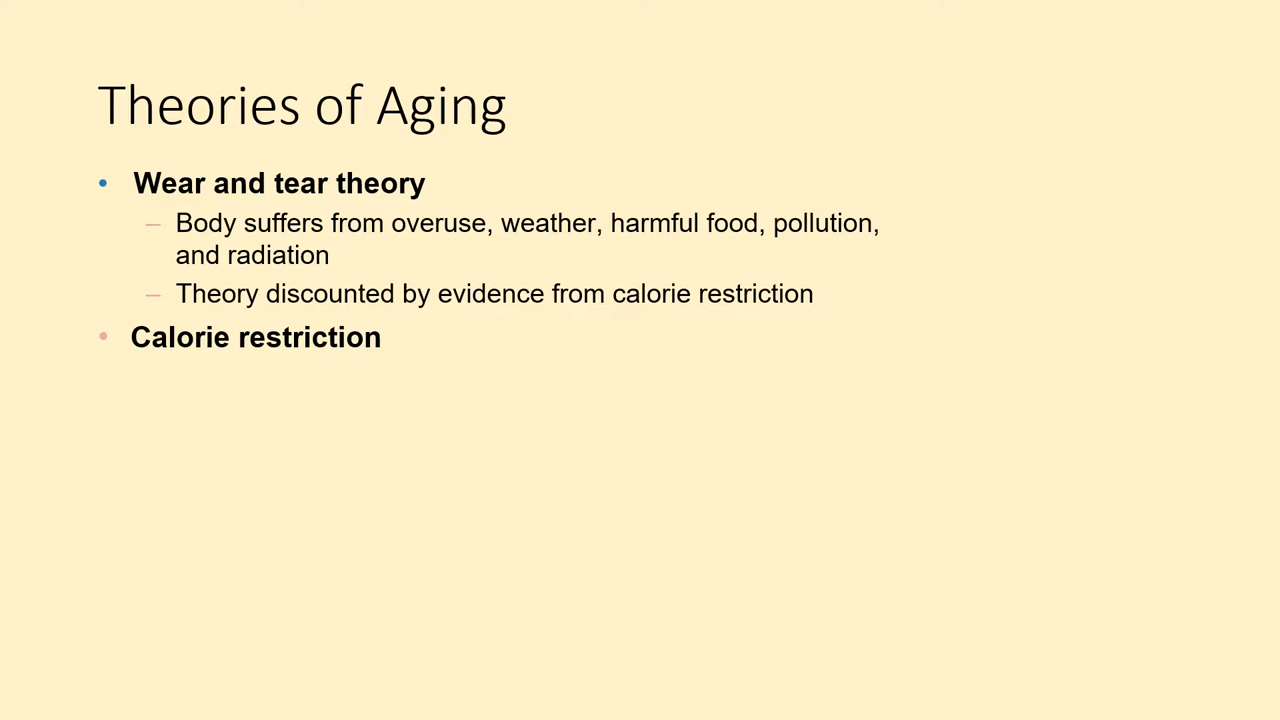 Theories of Aging
• Wear and tear theory
– Body suffers from overuse, weather, harmful food, pollution,
and radiation
– Theory discounted by evidence from calorie restriction
• Calorie restriction